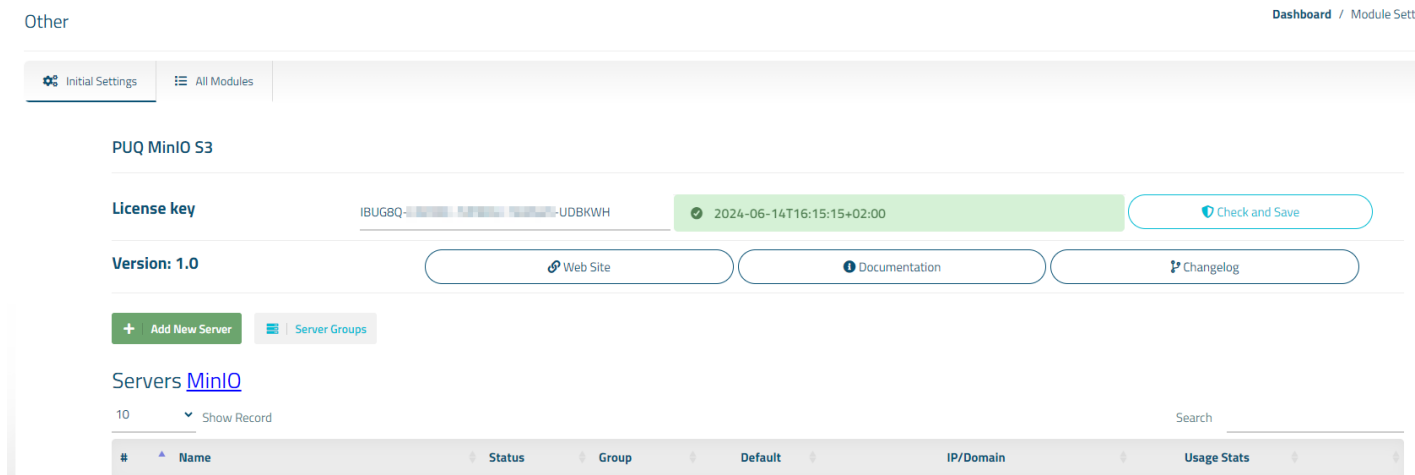 Other
Dashboard / Module Sett
Initial Settings All Modules
PUQ MinIO S3
License key IBUG8Q- -UDBKWH 2024-06-14T16:15:15+02:00 Check and Save
Version: 1.0 Web Site Documentation Changelog
Add New Server Server Groups
Servers MinIO
10 Show Record Search
# Name Status Group Default IP/Domain Usage Stats